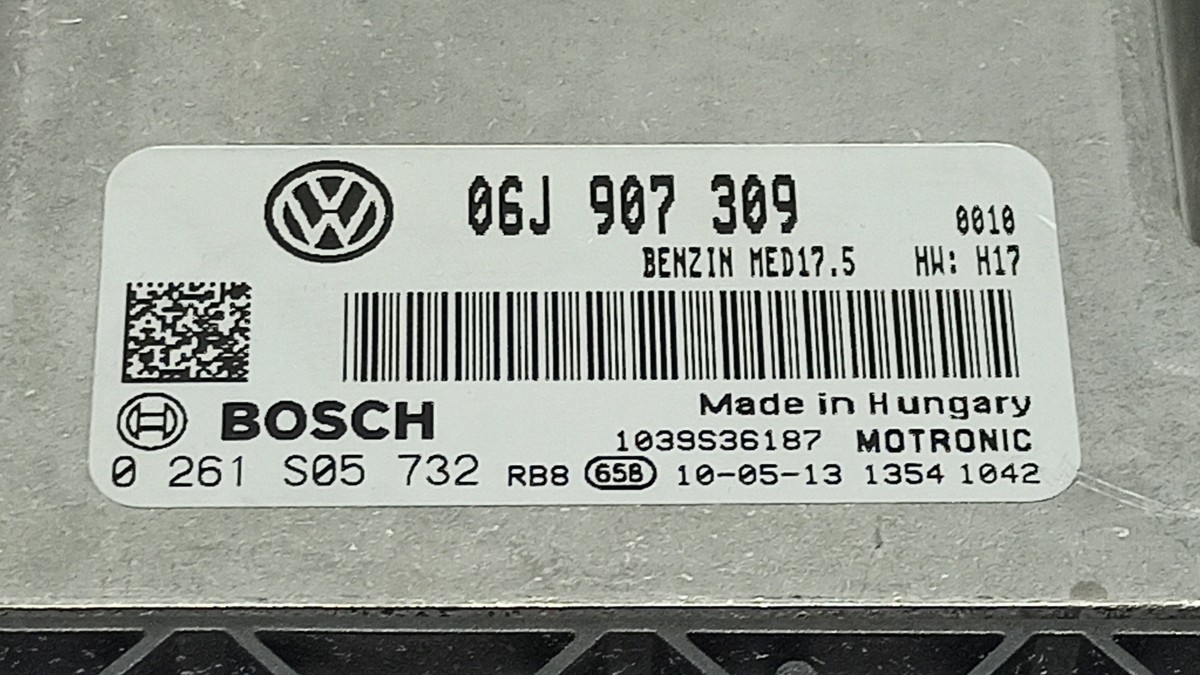 06J 907 309
0010
BENZIN MED17.5 HW: H17
Made in Hungary
BOSCH
1039S36187 MOTRONIC
0 261 S05 732 RB8 65B 10-05-13 1354 1042